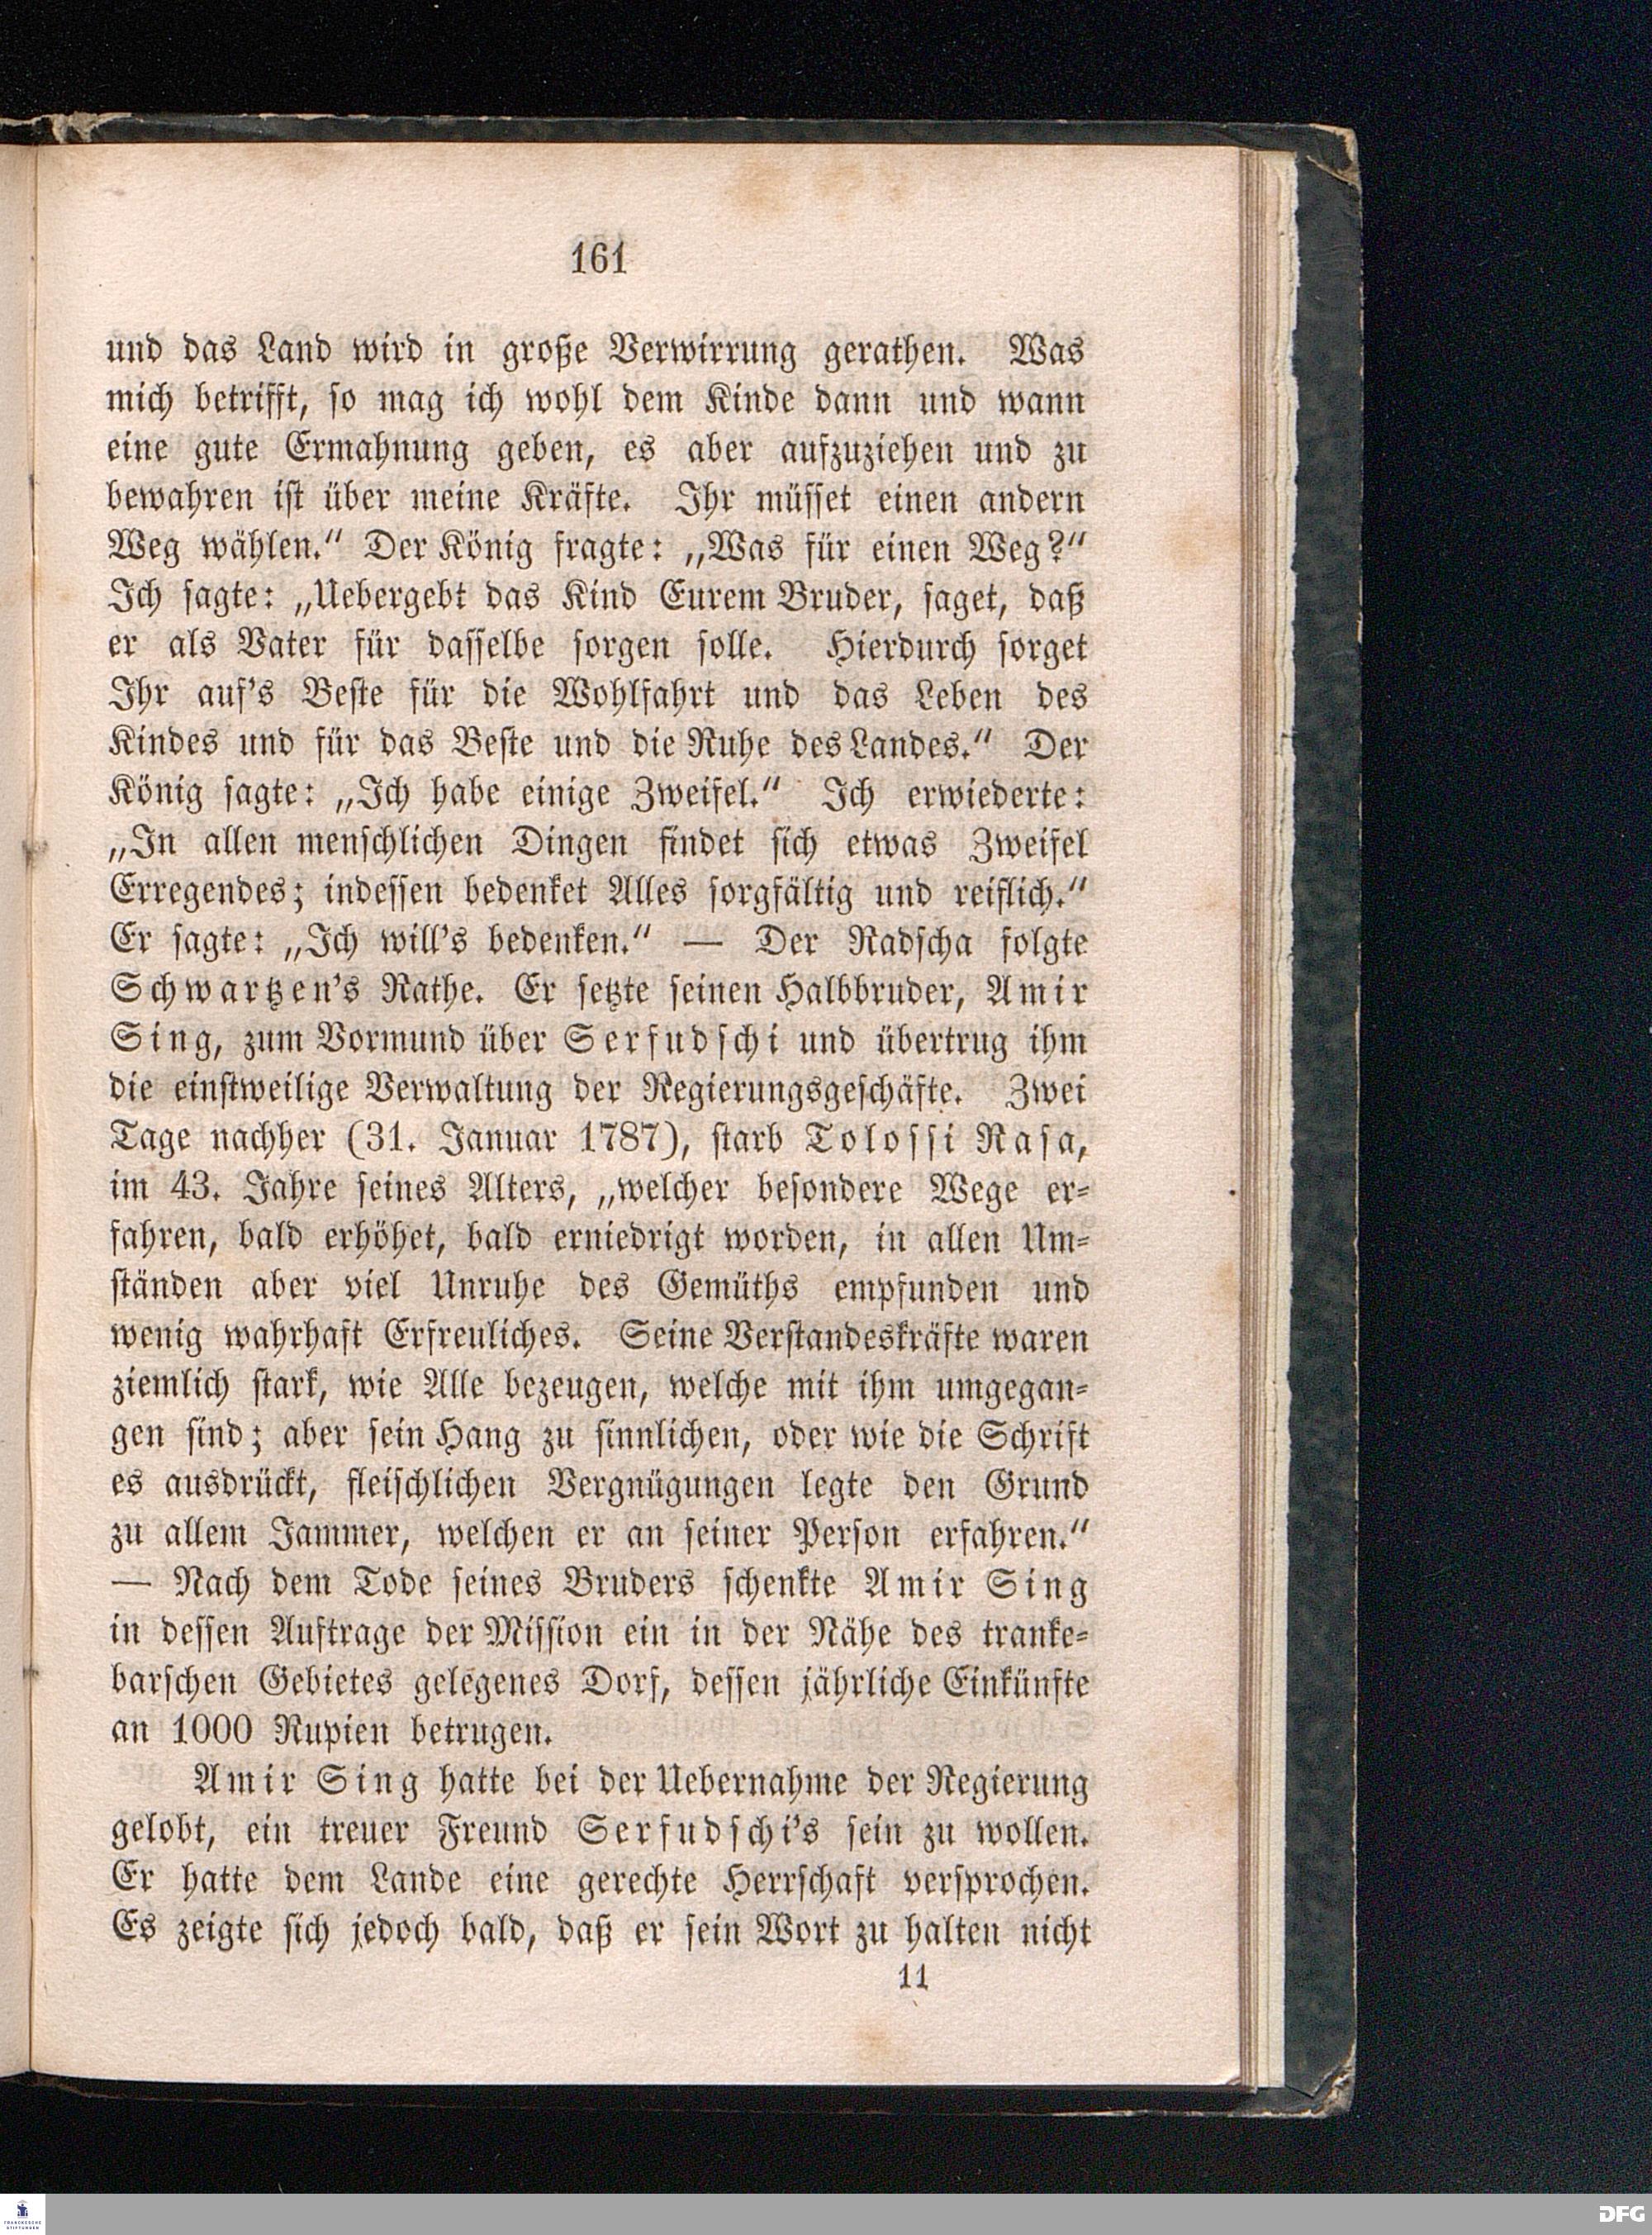 161
und das Land wird in große Verwirrung gerathen. Was
mich betrifft, so mag ich wohl dem Kinde dann und wann
eine gute Ermahnung geben, es aber aufzuziehen und zu
bewahren ist über meine Kräfte. Ihr müsset einen andern
Weg wählen.“ Der König fragte: „Was für einen Weg?“
Ich sagte: „Uebergebt das Kind Eurem Bruder, saget, daß
er als Vater für dasselbe sorgen solle. Hierdurch sorget
Ihr auf's Beste für die Wohlfahrt und das Leben des
Kindes und für das Beste und die Ruhe des Landes.“ Der
König sagte: „Ich habe einige Zweifel.“ Ich erwiederte:
„In allen menschlichen Dingen findet sich etwas Zweifel
Erregendes; indessen bedenket Alles sorgfältig und reiflich.“
Er sagte: „Ich will's bedenken.“ — Der Radscha folgte
Schwartzen's Rathe. Er setzte seinen Halbbruder, Amir
Sing, zum Vormund über Serfudschi und übertrug ihm
die einstweilige Verwaltung der Regierungsgeschäfte. Zwei
Tage nachher (31. Januar 1787), starb Tolossi Rasa,
im 43. Jahre seines Alters, „welcher besondere Wege er-
fahren, bald erhöhet, bald erniedrigt worden, in allen Um-
ständen aber viel Unruhe des Gemüths empfunden und
wenig wahrhaft Erfreuliches. Seine Verstandeskräfte waren
ziemlich stark, wie Alle bezeugen, welche mit ihm umgegan-
gen sind; aber sein Hang zu sinnlichen, oder wie die Schrift
es ausdrückt, fleischlichen Vergnügungen legte den Grund
zu allem Jammer, welchen er an seiner Person erfahren.“
— Nach dem Tode seines Bruders schenkte Amir Sing
in dessen Auftrage der Mission ein in der Nähe des tranke-
barschen Gebietes gelegenes Dorf, dessen jährliche Einkünfte
an 1000 Rupien betrugen.
Amir Sing hatte bei der Uebernahme der Regierung
gelobt, ein treuer Freund Serfudschi's sein zu wollen.
Er hatte dem Lande eine gerechte Herrschaft versprochen.
Es zeigte sich jedoch bald, daß er sein Wort zu halten nicht
11
FRANCKESCHE
STIFTUNGEN
DFG